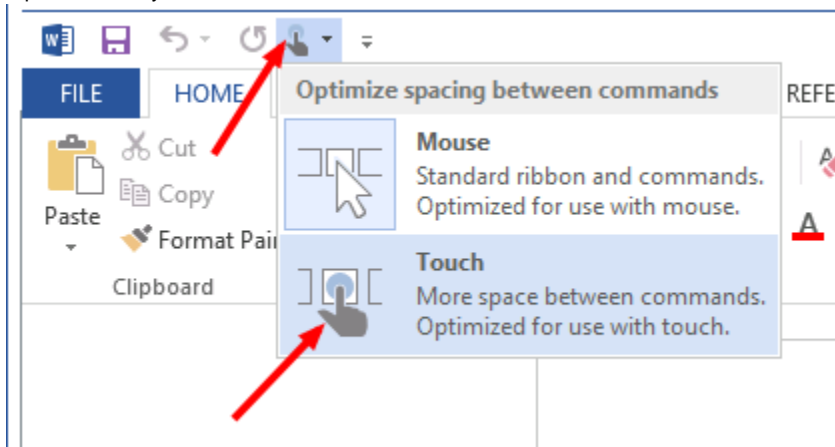 FILE HOME REFE
Optimize spacing between commands
Mouse
Standard ribbon and commands.
Optimized for use with mouse.
Touch
More space between commands.
Optimized for use with touch.
Cut
Copy
Paste
Format Pai
Clipboard
A